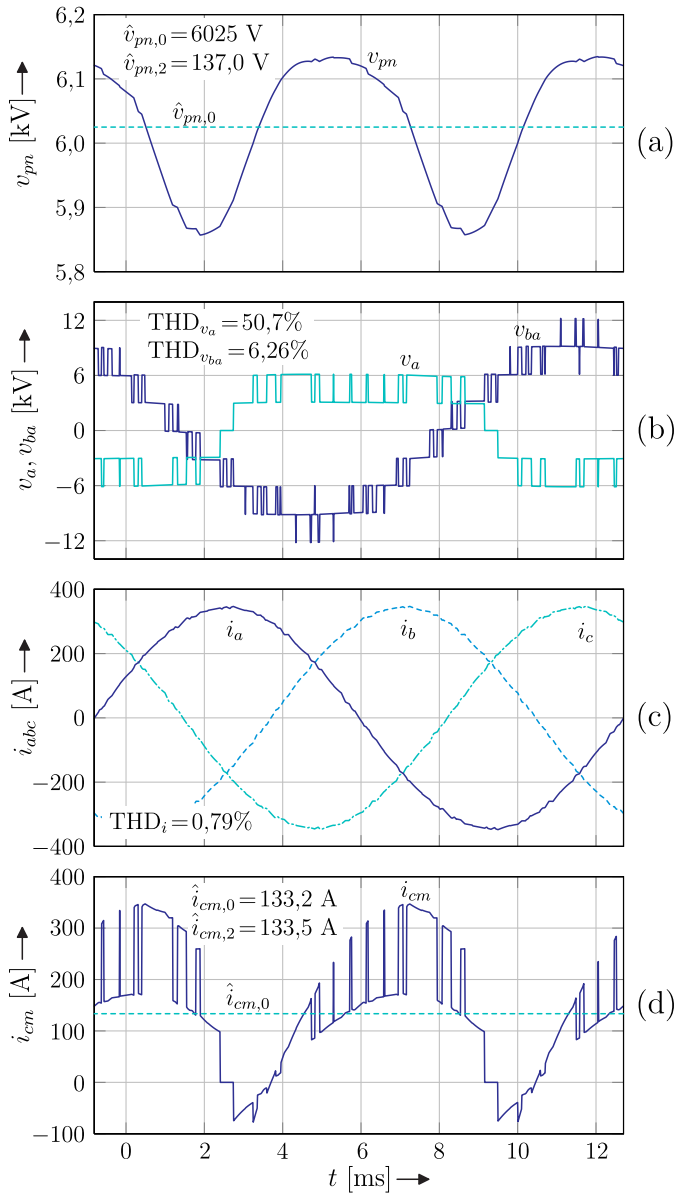 v̂pn,0=6025 V
v̂pn,2=137,0 V
vpn
v̂pn,0
6,2
6,1
6,0
5,9
5,8
vpn [kV]
(a)
THDva=50,7%
THDvba=6,26%
va
vba
12
6
0
−6
−12
va, vba [kV]
(b)
400
200
0
−200
−400
iabc [A]
ia
ib
ic
THDi=0,79%
(c)
îcm,0=133,2 A
îcm,2=133,5 A
icm
îcm,0
400
300
200
100
0
−100
icm [A]
(d)
0 2 4 6 8 10 12
t [ms]